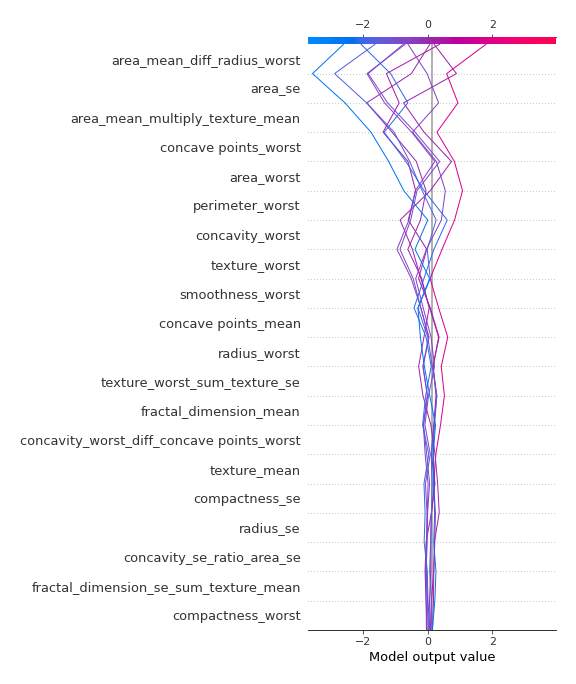 −2 0 2
area_mean_diff_radius_worst
area_se
area_mean_multiply_texture_mean
concave points_worst
area_worst
perimeter_worst
concavity_worst
texture_worst
smoothness_worst
concave points_mean
radius_worst
texture_worst_sum_texture_se
fractal_dimension_mean
concavity_worst_diff_concave points_worst
texture_mean
compactness_se
radius_se
concavity_se_ratio_area_se
fractal_dimension_se_sum_texture_mean
compactness_worst
−2 0 2
Model output value